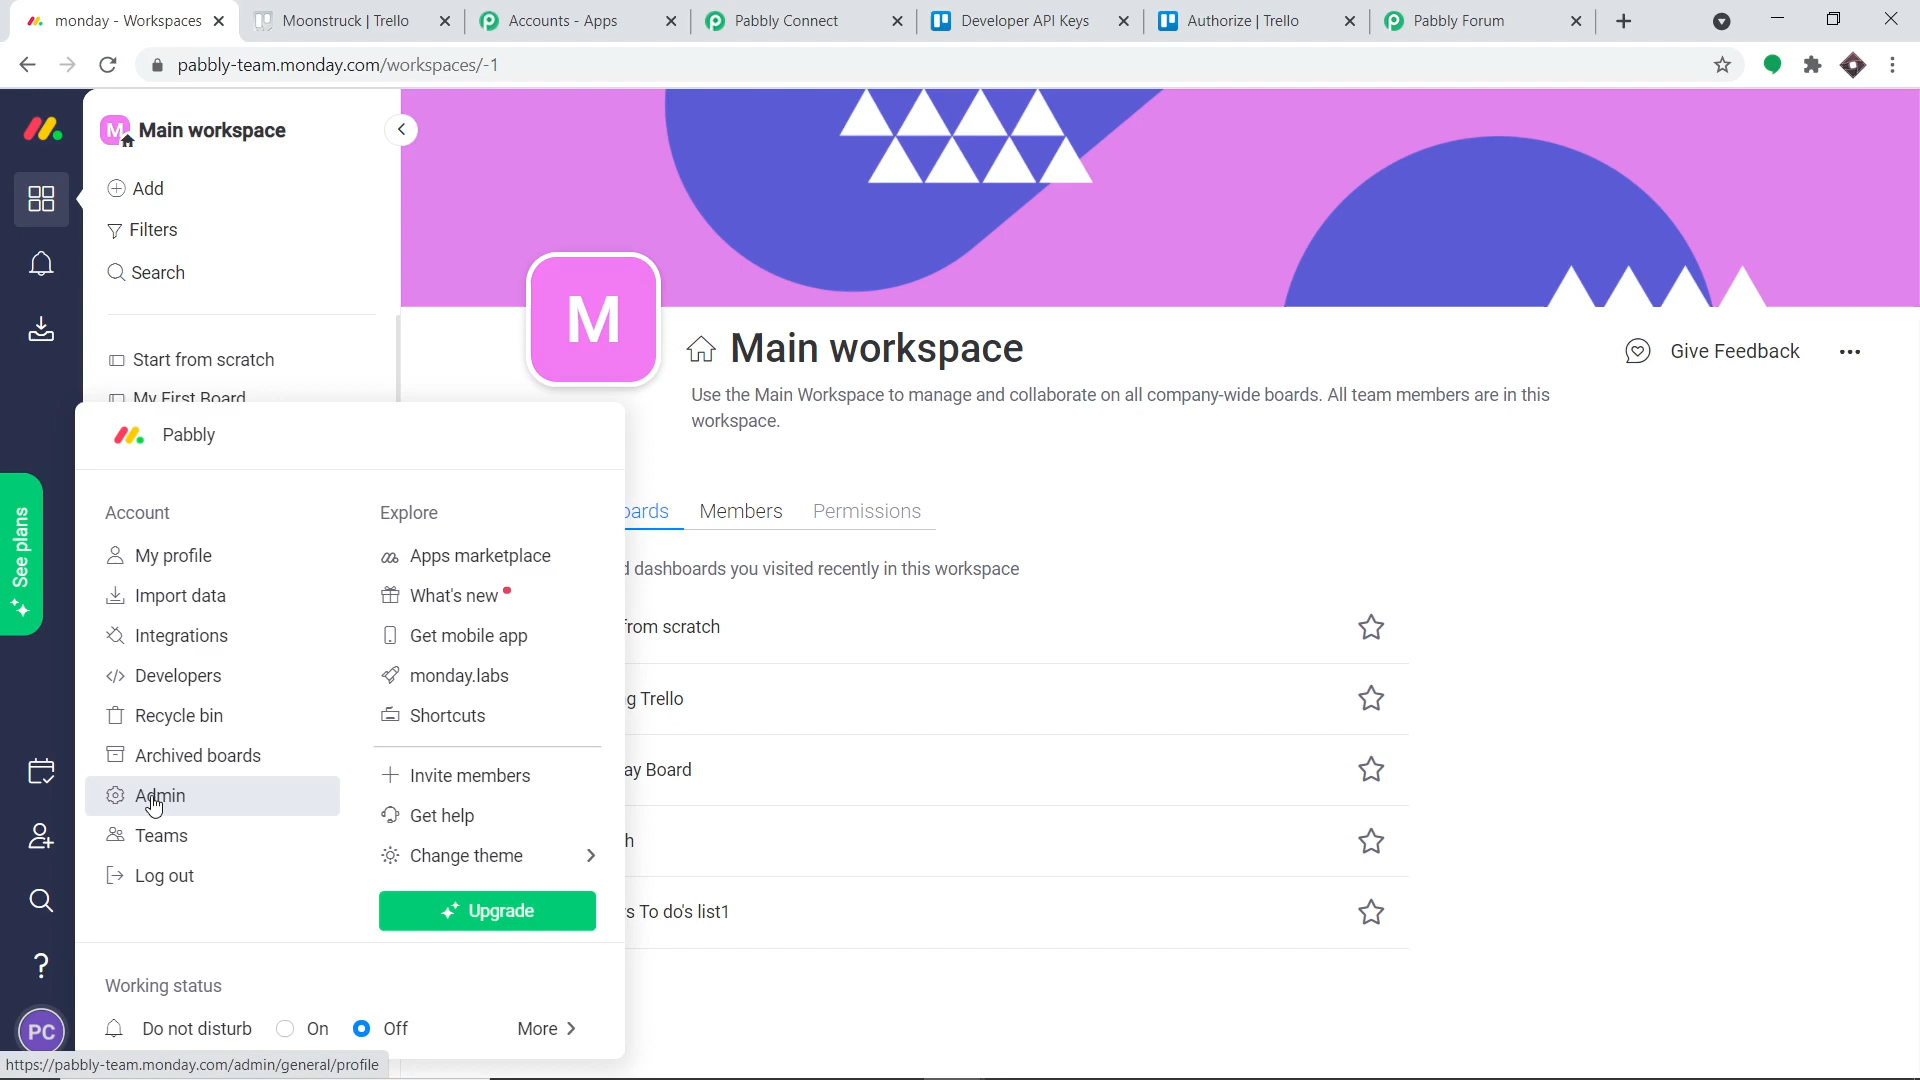 monday - Workspaces
Moonstruck | Trello
Accounts - Apps
Pabbly Connect
Developer API Keys
Authorize | Trello
Pabbly Forum
pabbly-team.monday.com/workspaces/-1
M Main workspace
Add
Filters
Search
Start from scratch
My First Board
M
Main workspace
Give Feedback
Use the Main Workspace to manage and collaborate on all company-wide boards. All team members are in this
workspace.
Pabbly
Account
My profile
Import data
Integrations
Developers
Recycle bin
Archived boards
Admin
Teams
Log out
Explore
Apps marketplace
What's new
Get mobile app
monday.labs
Shortcuts
Invite members
Get help
Change theme
Upgrade
Working status
Do not disturb On Off More
oards Members Permissions
d dashboards you visited recently in this workspace
from scratch
g Trello
ay Board
h
s To do's list1
See plans
?
PC
https://pabbly-team.monday.com/admin/general/profile